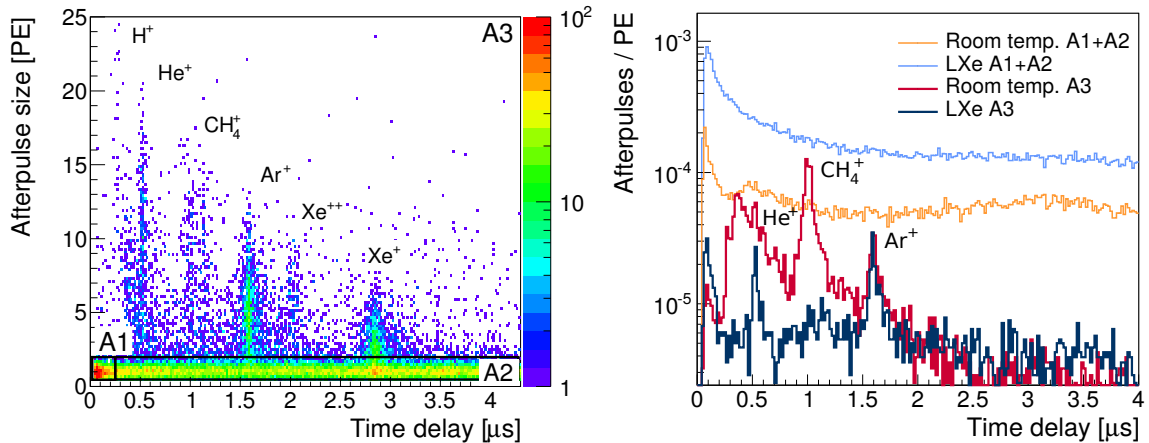 Afterpulse size [PE]
25
20
15
10
5
0
A3
H⁺
He⁺
CH₄⁺
Ar⁺
Xe⁺⁺
Xe⁺
A1
A2
0 0.5 1 1.5 2 2.5 3 3.5 4
Time delay [μs]
10²
10
1
Afterpulses / PE
10⁻³
10⁻⁴
10⁻⁵
Room temp. A1+A2
LXe A1+A2
Room temp. A3
LXe A3
CH₄⁺
He⁺
Ar⁺
0 0.5 1 1.5 2 2.5 3 3.5 4
Time delay [μs]